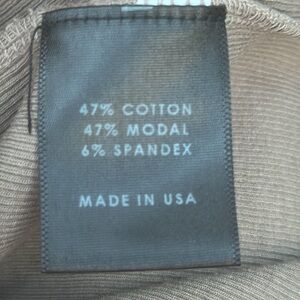 47% COTTON
47% MODAL
6% SPANDEX
MADE IN USA